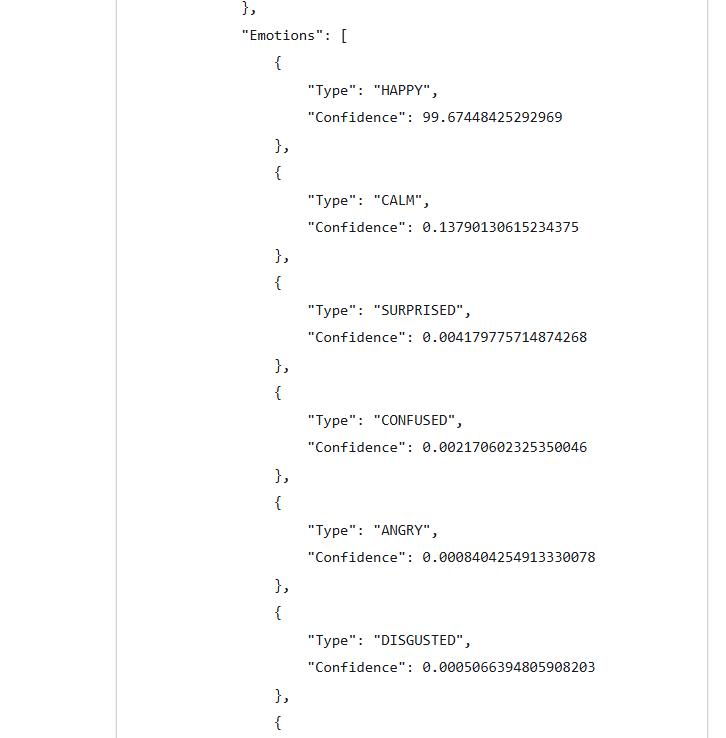 },
"Emotions": [
{
"Type": "HAPPY",
"Confidence": 99.67448425292969
},
{
"Type": "CALM",
"Confidence": 0.13790130615234375
},
{
"Type": "SURPRISED",
"Confidence": 0.004179775714874268
},
{
"Type": "CONFUSED",
"Confidence": 0.002170602325350046
},
{
"Type": "ANGRY",
"Confidence": 0.0008404254913330078
},
{
"Type": "DISGUSTED",
"Confidence": 0.0005066394805908203
},
{